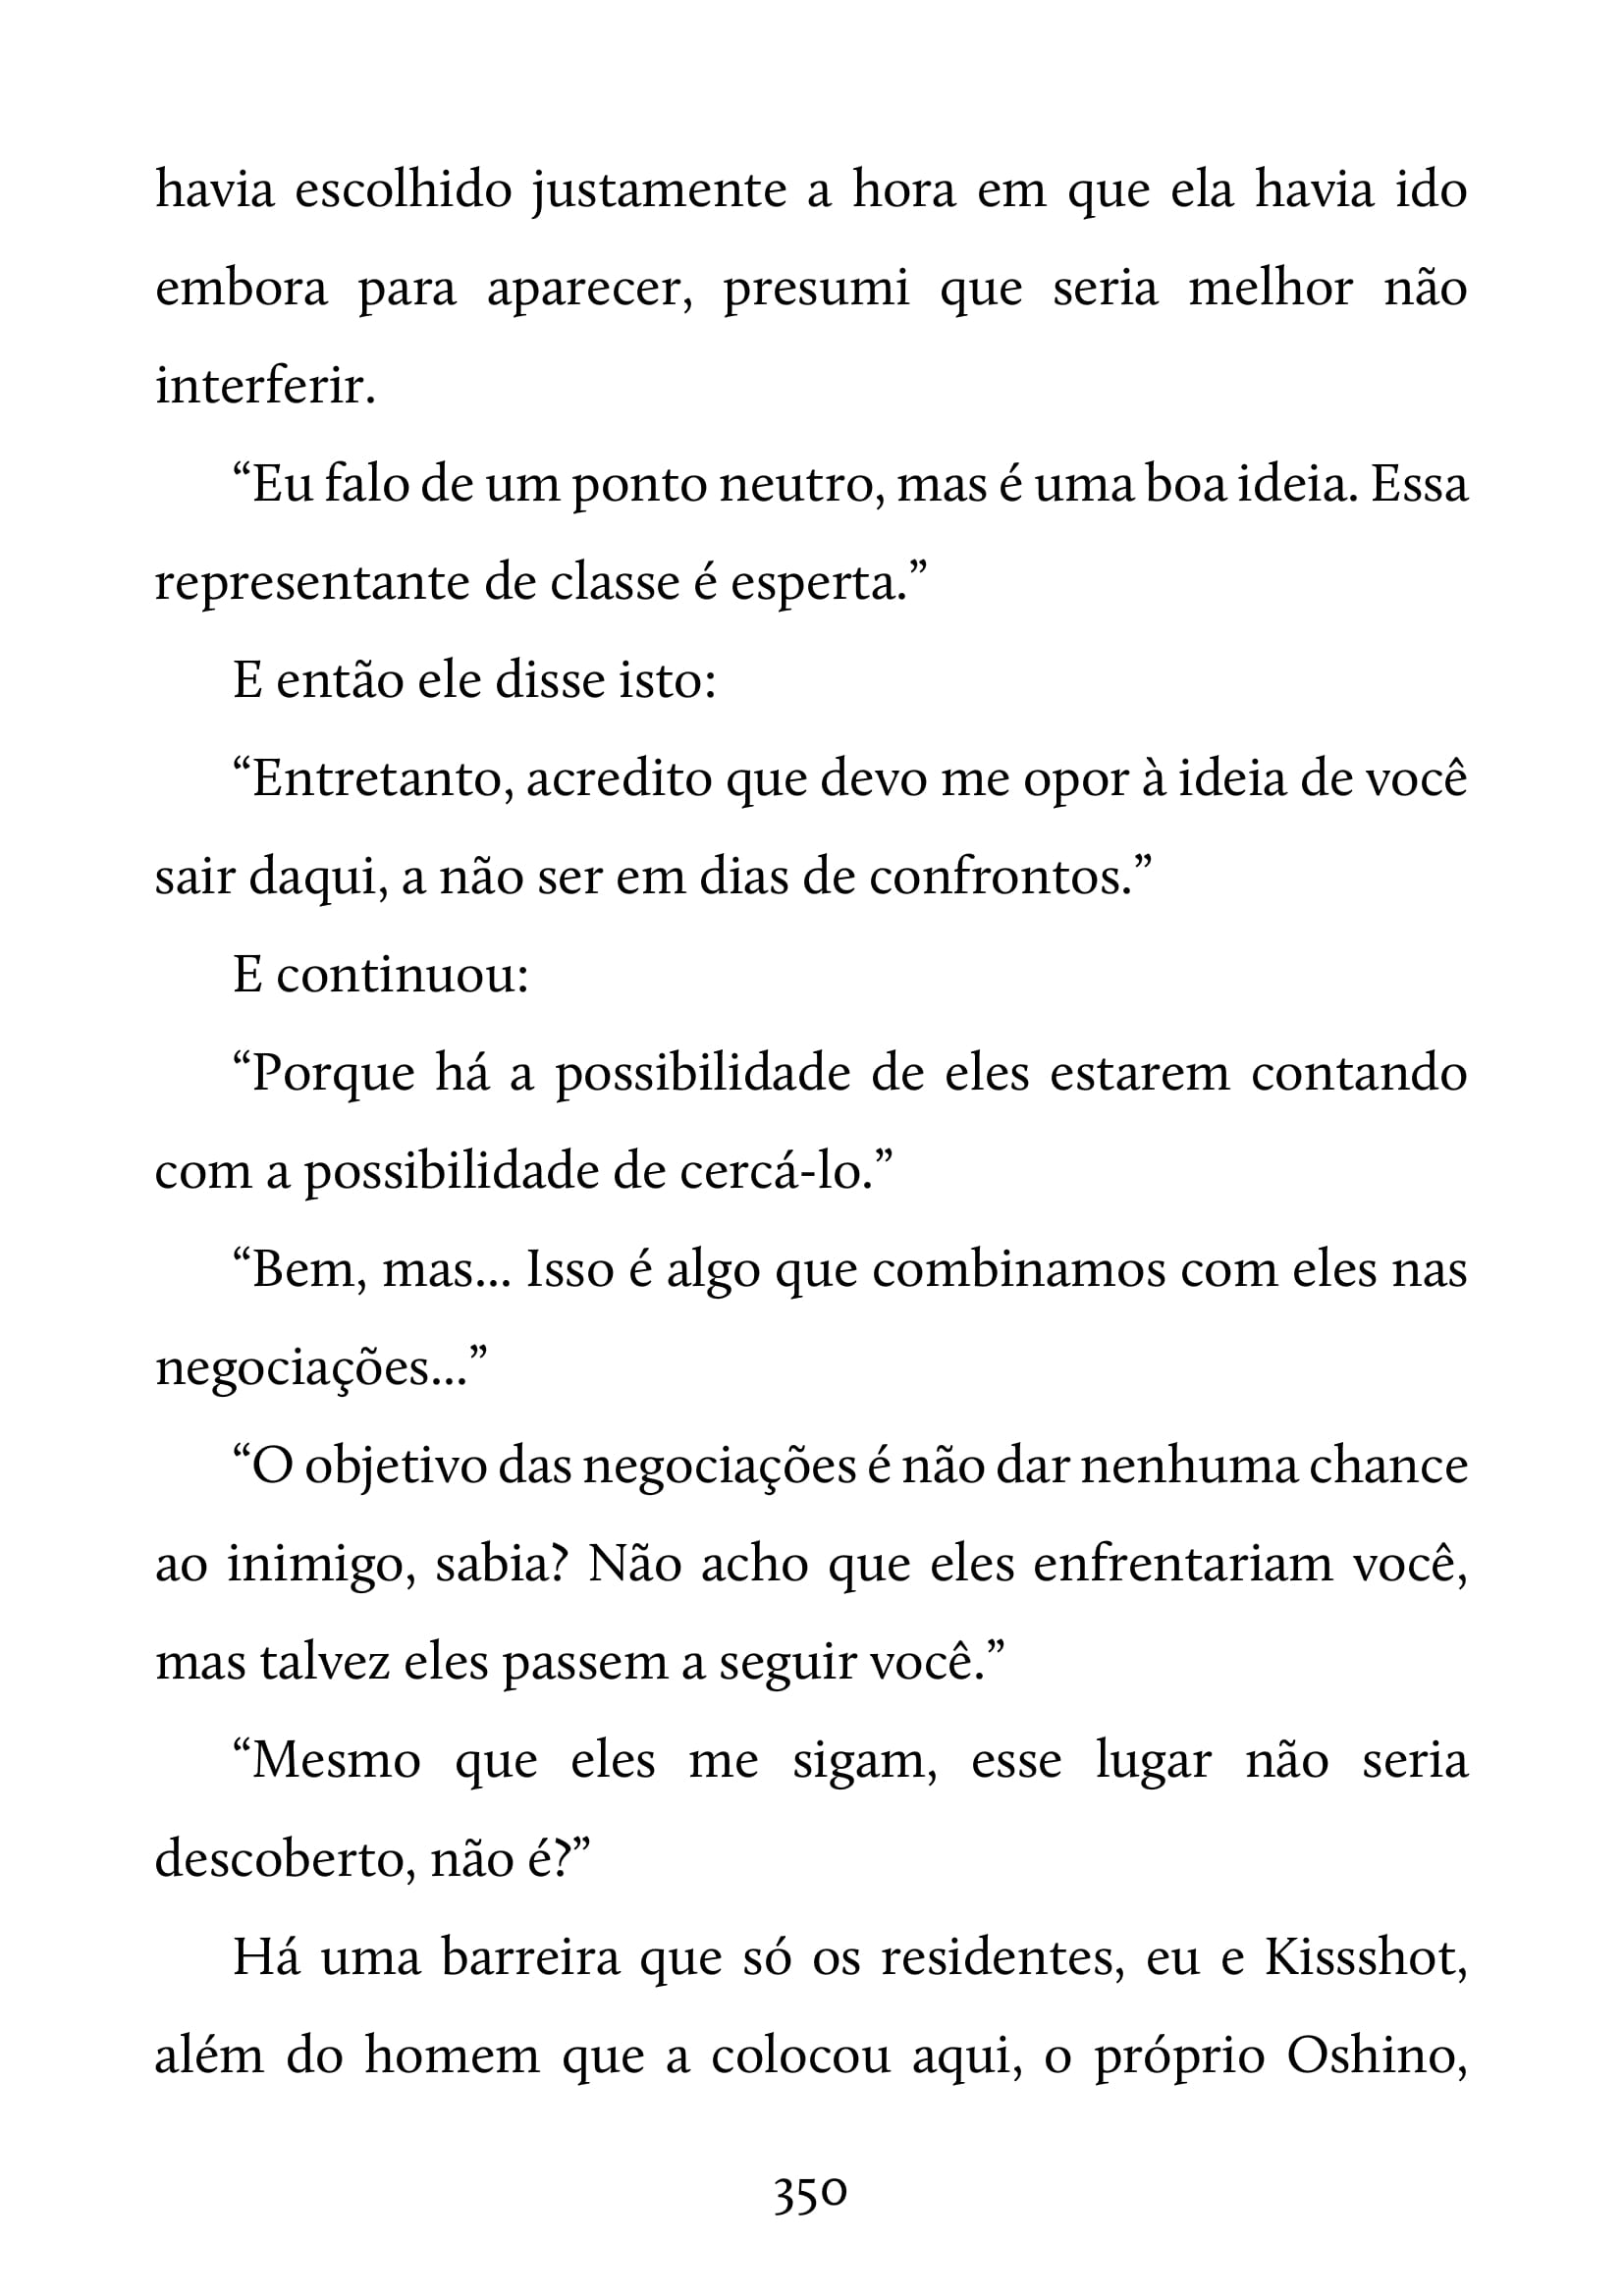 havia escolhido justamente a hora em que ela havia ido
embora para aparecer, presumi que seria melhor não
interferir.
“Eu falo de um ponto neutro, mas é uma boa ideia. Essa
representante de classe é esperta.”
E então ele disse isto:
“Entretanto, acredito que devo me opor à ideia de você
sair daqui, a não ser em dias de confrontos.”
E continuou:
“Porque há a possibilidade de eles estarem contando
com a possibilidade de cercá-lo.”
“Bem, mas... Isso é algo que combinamos com eles nas
negociações...”
“O objetivo das negociações é não dar nenhuma chance
ao inimigo, sabia? Não acho que eles enfrentariam você,
mas talvez eles passem a seguir você.”
“Mesmo que eles me sigam, esse lugar não seria
descoberto, não é?”
Há uma barreira que só os residentes, eu e Kissshot,
além do homem que a colocou aqui, o próprio Oshino,
350